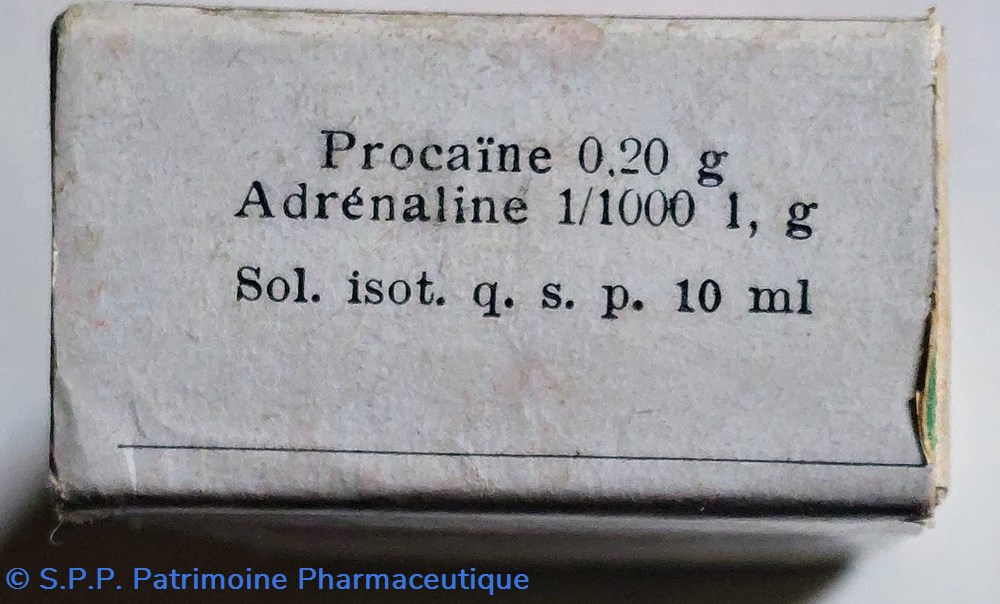 Procaïne 0.20 g
Adrénaline 1/1000 1, g
Sol. isot. q. s. p. 10 ml
© S.P.P. Patrimoine Pharmaceutique